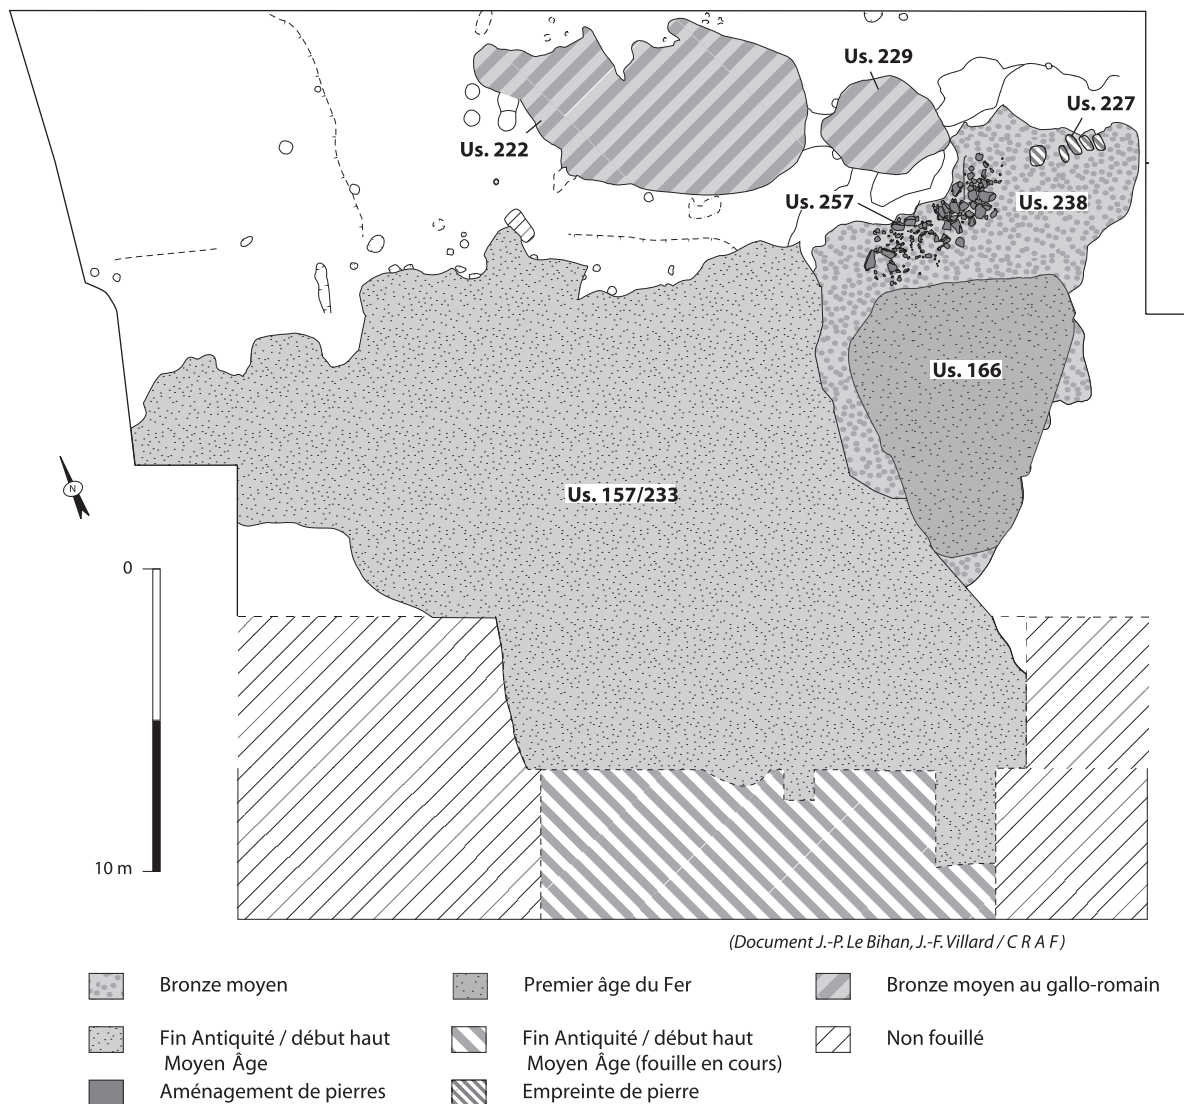 Us. 229
Us. 227
Us. 222
Us. 257
Us. 238
Us. 166
Us. 157/233
N
0
10 m
(Document J.-P. Le Bihan, J.-F. Villard / C R A F )
Bronze moyen
Premier âge du Fer
Bronze moyen au gallo-romain
Fin Antiquité / début haut
Moyen Âge
Fin Antiquité / début haut
Moyen Âge (fouille en cours)
Non fouillé
Aménagement de pierres
Empreinte de pierre